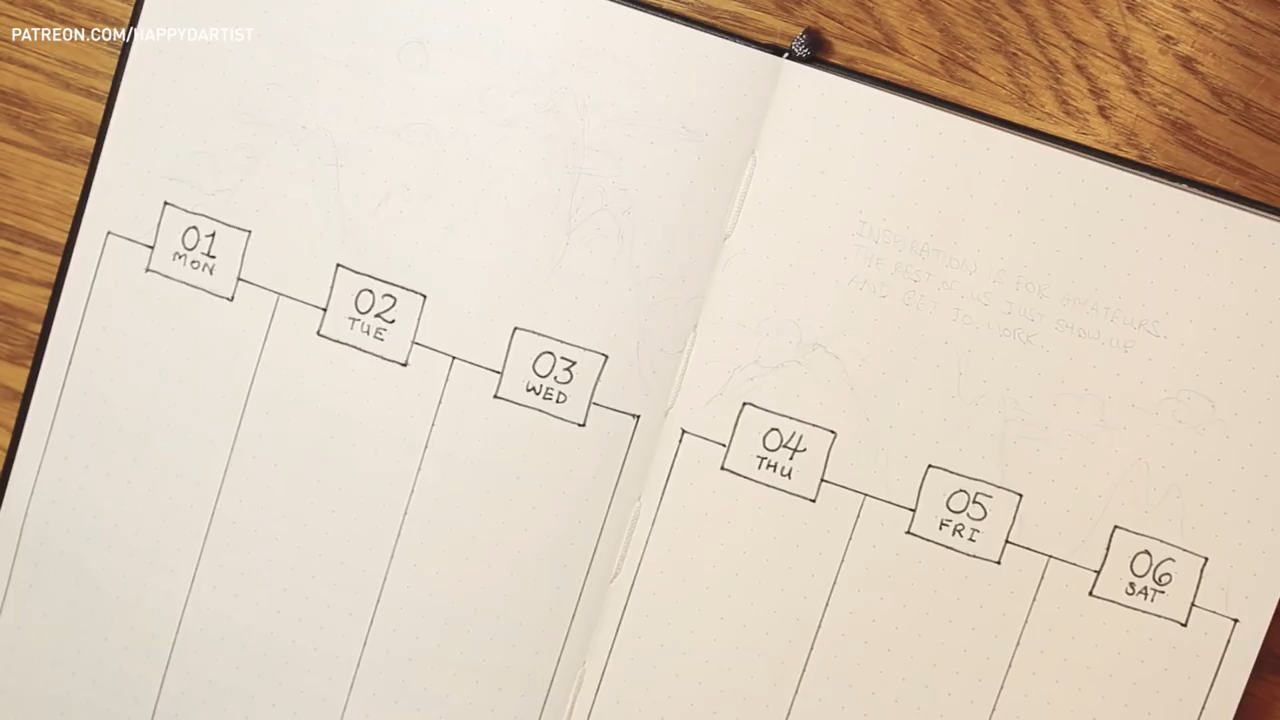 PATREON.COM/HAPPYDARTIST
01
MON
02
TUE
03
WED
INSPIRATION IS FOR AMATEURS.
THE REST OF US JUST SHOW UP
AND GET TO WORK.
04
THU
05
FRI
06
SAT